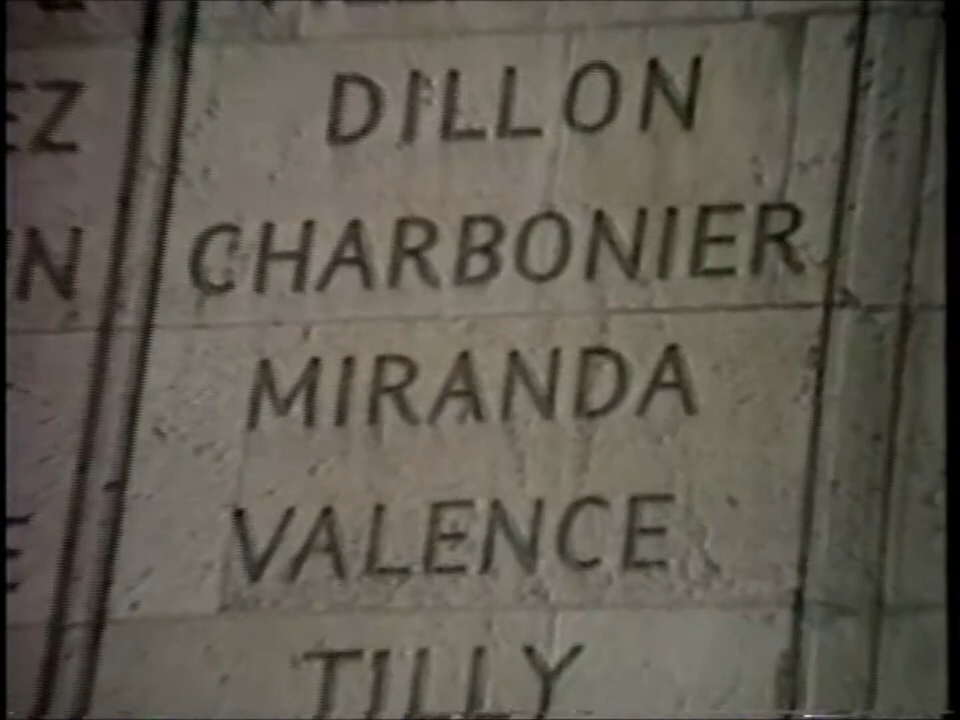 DILLON
CHARBONIER
MIRANDA
VALENCE
TILLY